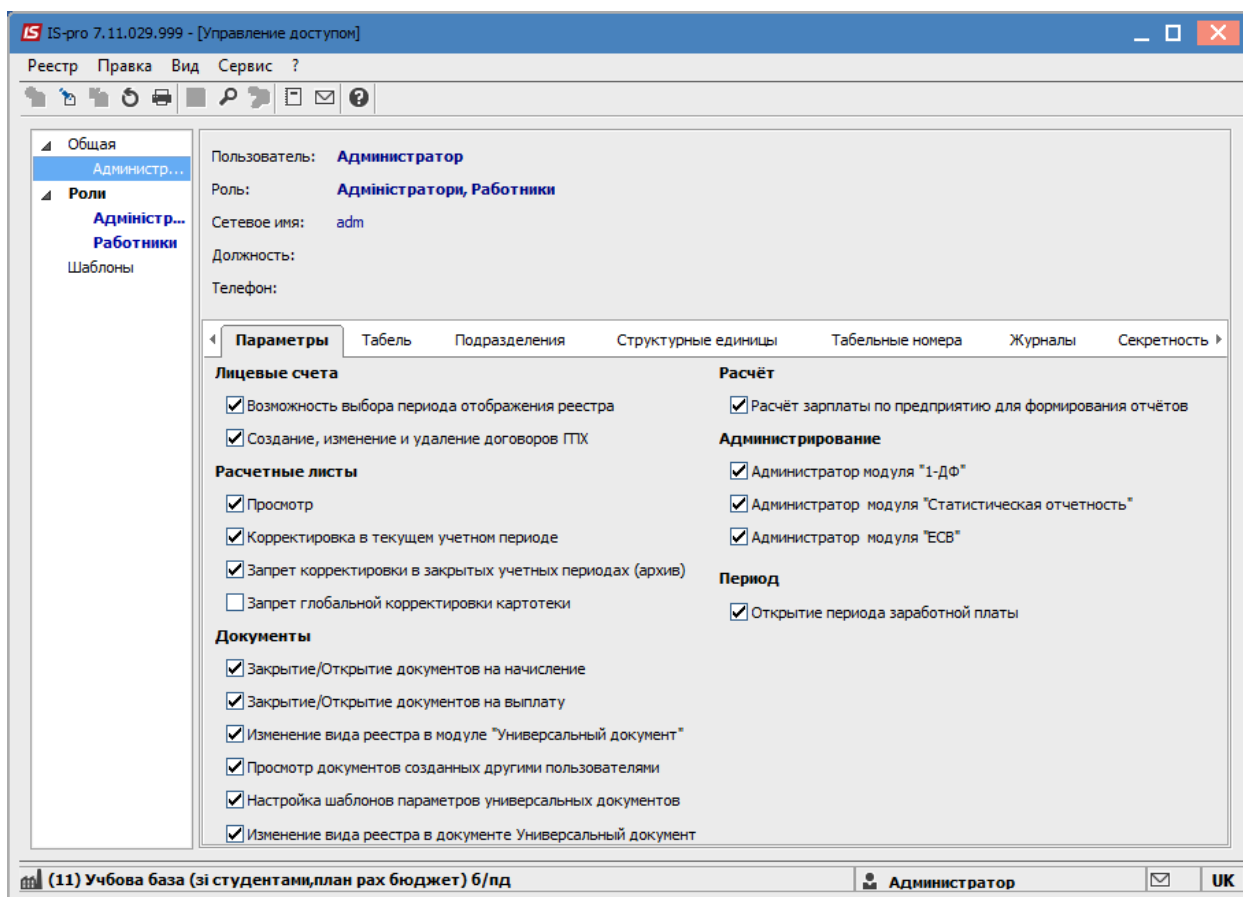 IS IS-pro 7.11.029.999 - [Управление доступом]
Реестр Правка Вид Сервис ?
Общая
Администр...
Роли
Адміністр...
Работники
Шаблоны
Пользователь: Администратор
Роль: Адміністратори, Работники
Сетевое имя: adm
Должность:
Телефон:
Параметры Табель Подразделения Структурные единицы Табельные номера Журналы Секретность
Лицевые счета
Возможность выбора периода отображения реестра
Создание, изменение и удаление договоров ГПХ
Расчетные листы
Просмотр
Корректировка в текущем учетном периоде
Запрет корректировки в закрытых учетных периодах (архив)
Запрет глобальной корректировки картотеки
Документы
Закрытие/Открытие документов на начисление
Закрытие/Открытие документов на выплату
Изменение вида реестра в модуле "Универсальный документ"
Просмотр документов созданных другими пользователями
Настройка шаблонов параметров универсальных документов
Изменение вида реестра в документе Универсальный документ
Расчёт
Расчёт зарплаты по предприятию для формирования отчётов
Администрирование
Администратор модуля "1-ДФ"
Администратор модуля "Статистическая отчетность"
Администратор модуля "ЕСВ"
Период
Открытие периода заработной платы
(11) Учбова база (зі студентами,план рах бюджет) б/пд Администратор UK